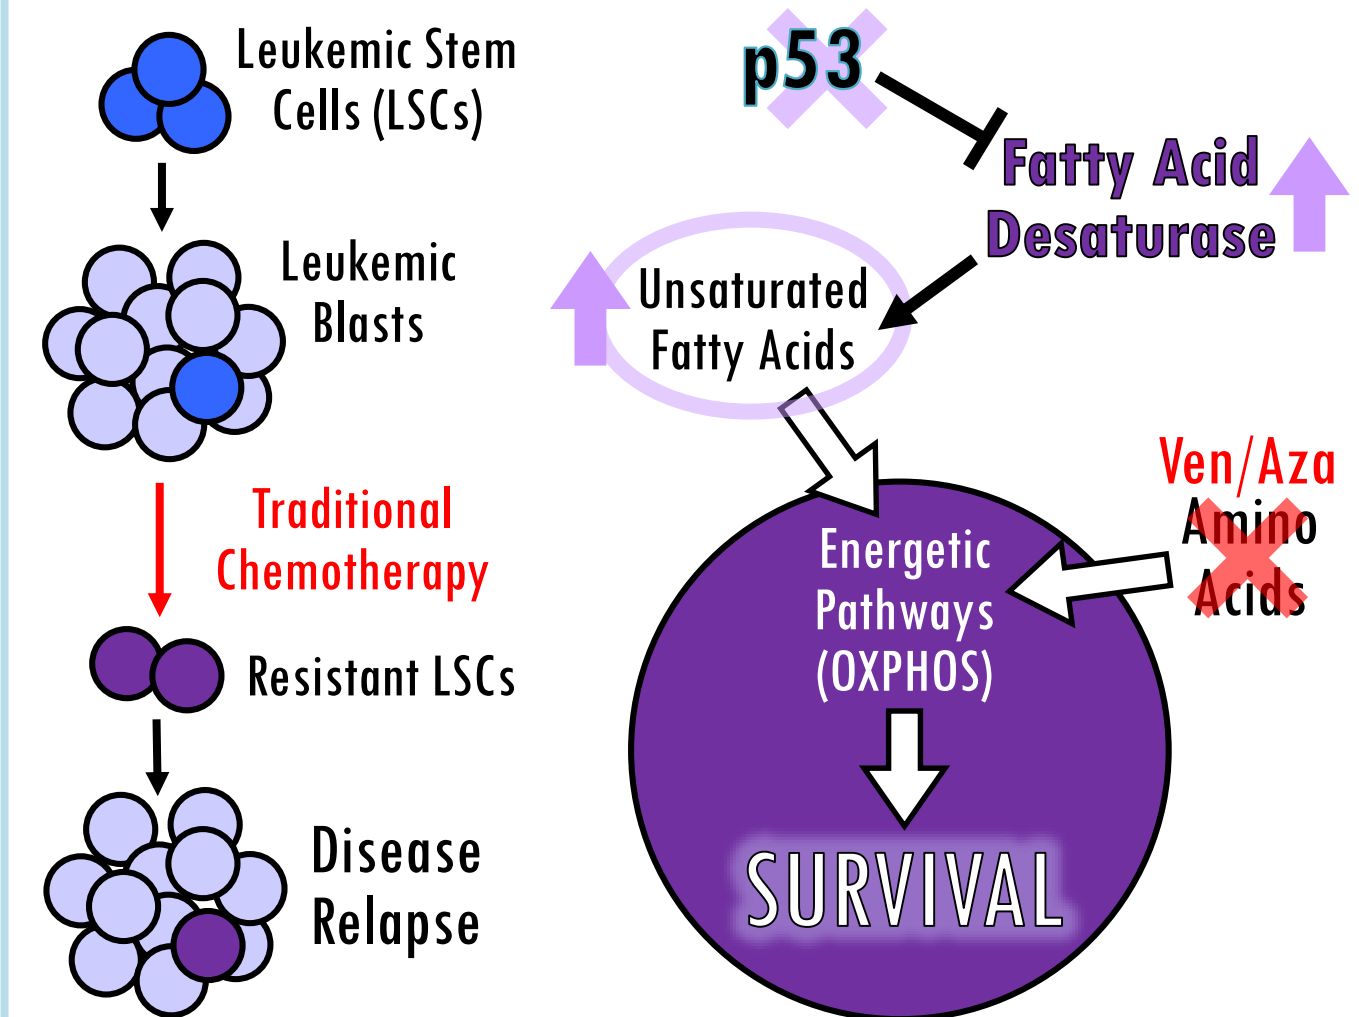 Leukemic Stem
Cells (LSCs)
Leukemic
Blasts
Traditional
Chemotherapy
Resistant LSCs
Disease
Relapse
p53
Fatty Acid
Desaturase
Unsaturated
Fatty Acids
Ven/Aza
Amino
Acids
Energetic
Pathways
(OXPHOS)
SURVIVAL